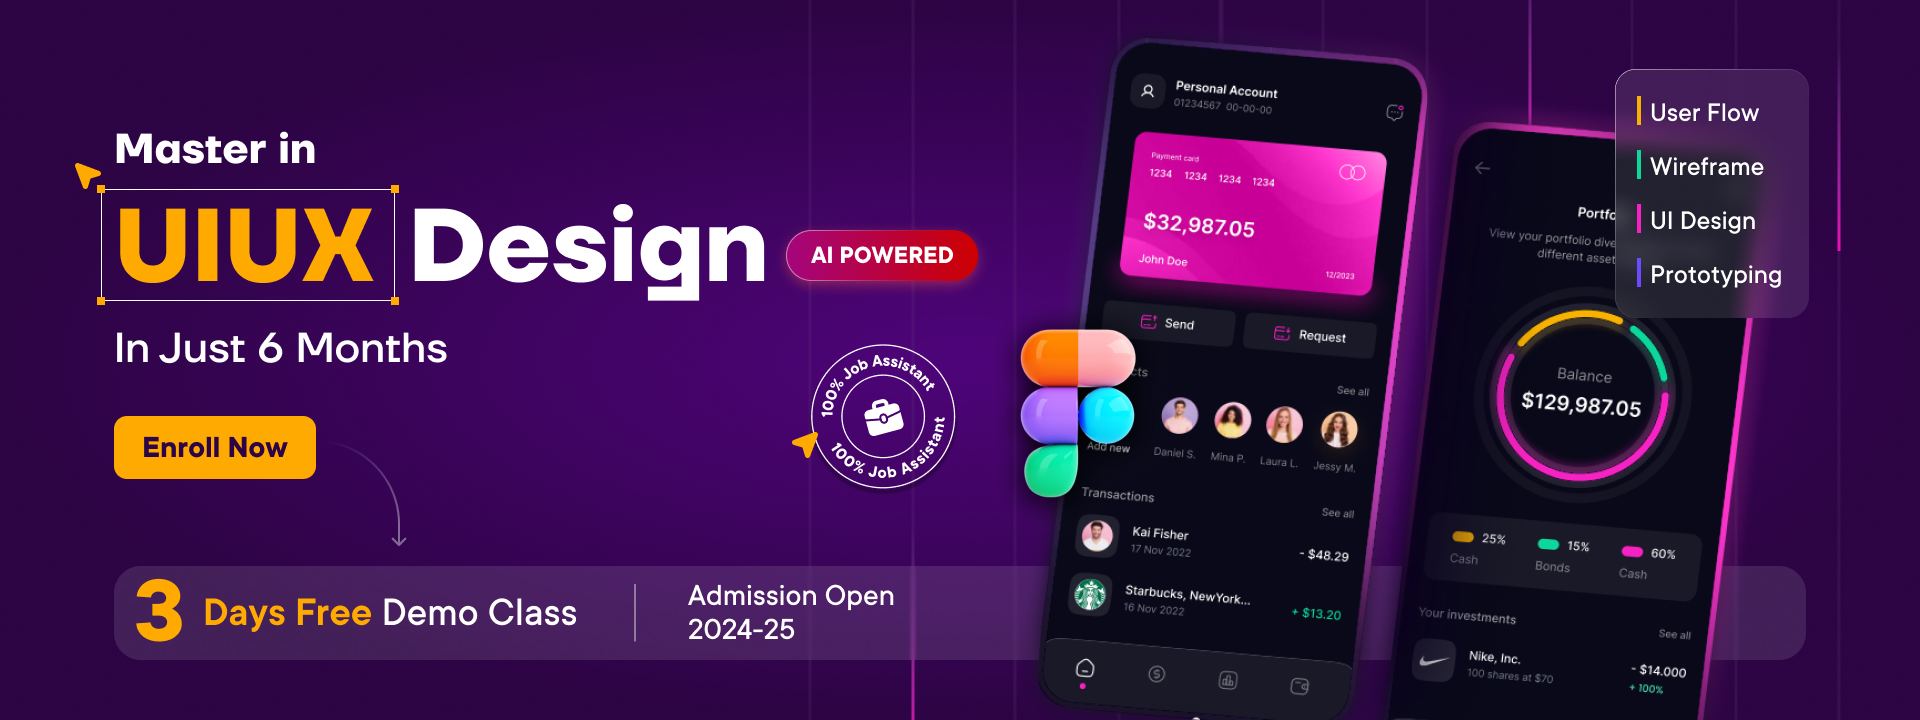 Master in
UIUX Design
AI POWERED
In Just 6 Months
Enroll Now
100% Job Assistant
100% Job Assistant
3 Days Free Demo Class
Admission Open
2024-25
Personal Account
01234567 00-00-00
Payment card
1234 1234 1234 1234
$32,987.05
John Doe
12/2023
Send
Request
See all
Add new
Daniel S.
Mina P.
Laura L.
Jessy M.
Transactions
See all
Kai Fisher
17 Nov 2022
- $48.29
Starbucks, NewYork...
16 Nov 2022
+ $13.20
User Flow
Wireframe
UI Design
Prototyping
Portfo
View your portfolio dive
different asset
Balance
$129,987.05
25%
Cash
15%
Bonds
60%
Cash
Your investments
See all
Nike, Inc.
100 shares at $70
- $14.000
+ 100%